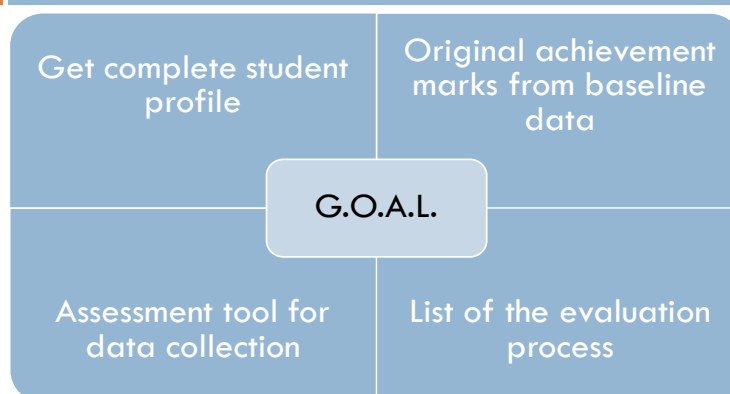 Get complete student
profile
Original achievement
marks from baseline
data
G.O.A.L.
Assessment tool for
data collection
List of the evaluation
process